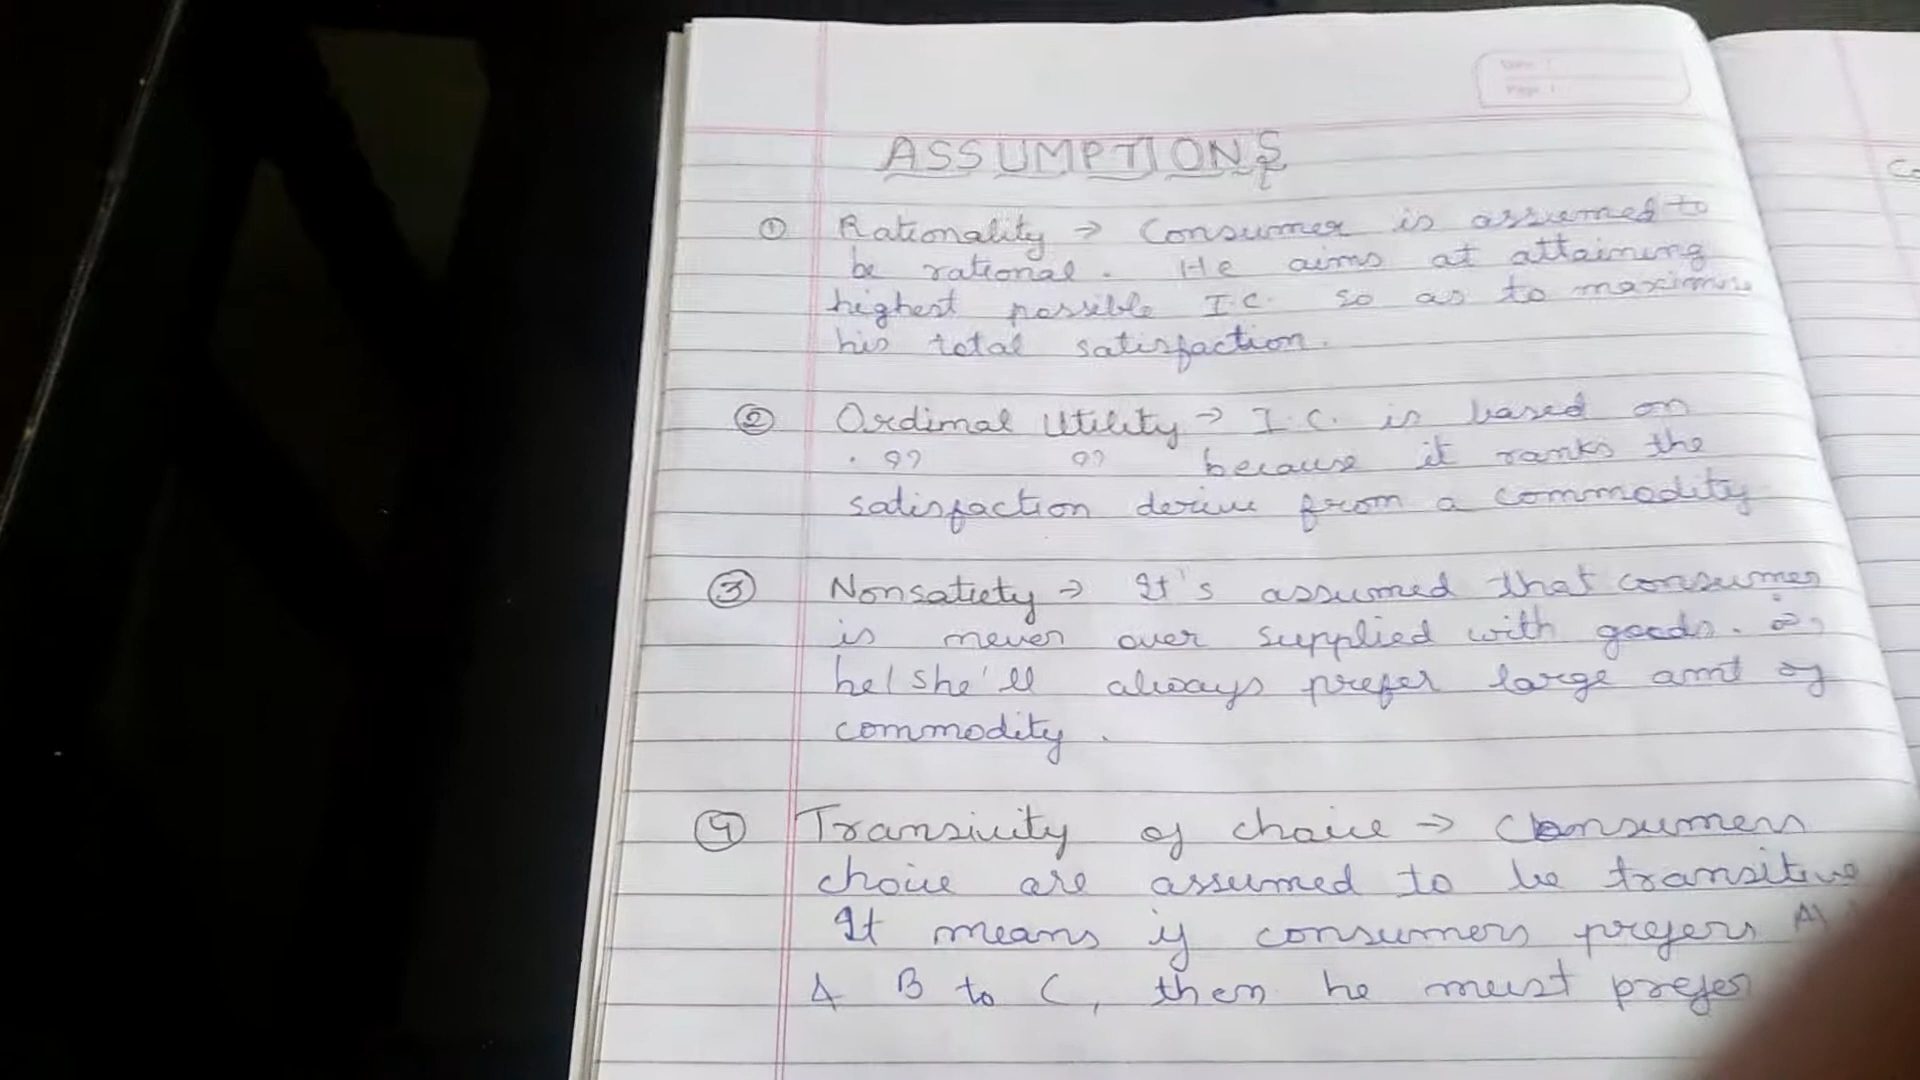 Date :
Page :
ASSUMPTIONS
① Rationality → Consumer is assumed to
be rational. He aims at attaining
highest possible I.C. so as to maximise
his total satisfaction.
② Ordinal Utility → I.C. is based on
" " because it ranks the
satisfaction derive from a commodity
③ Nonsatiety → It's assumed that consumer
is never over supplied with goods.
he/she'll always prefer large amt of
commodity.
④ Transivity of choice → Consumers
choice are assumed to be transitive
It means if consumers prefers A
& B to C, then he must prefer
Co